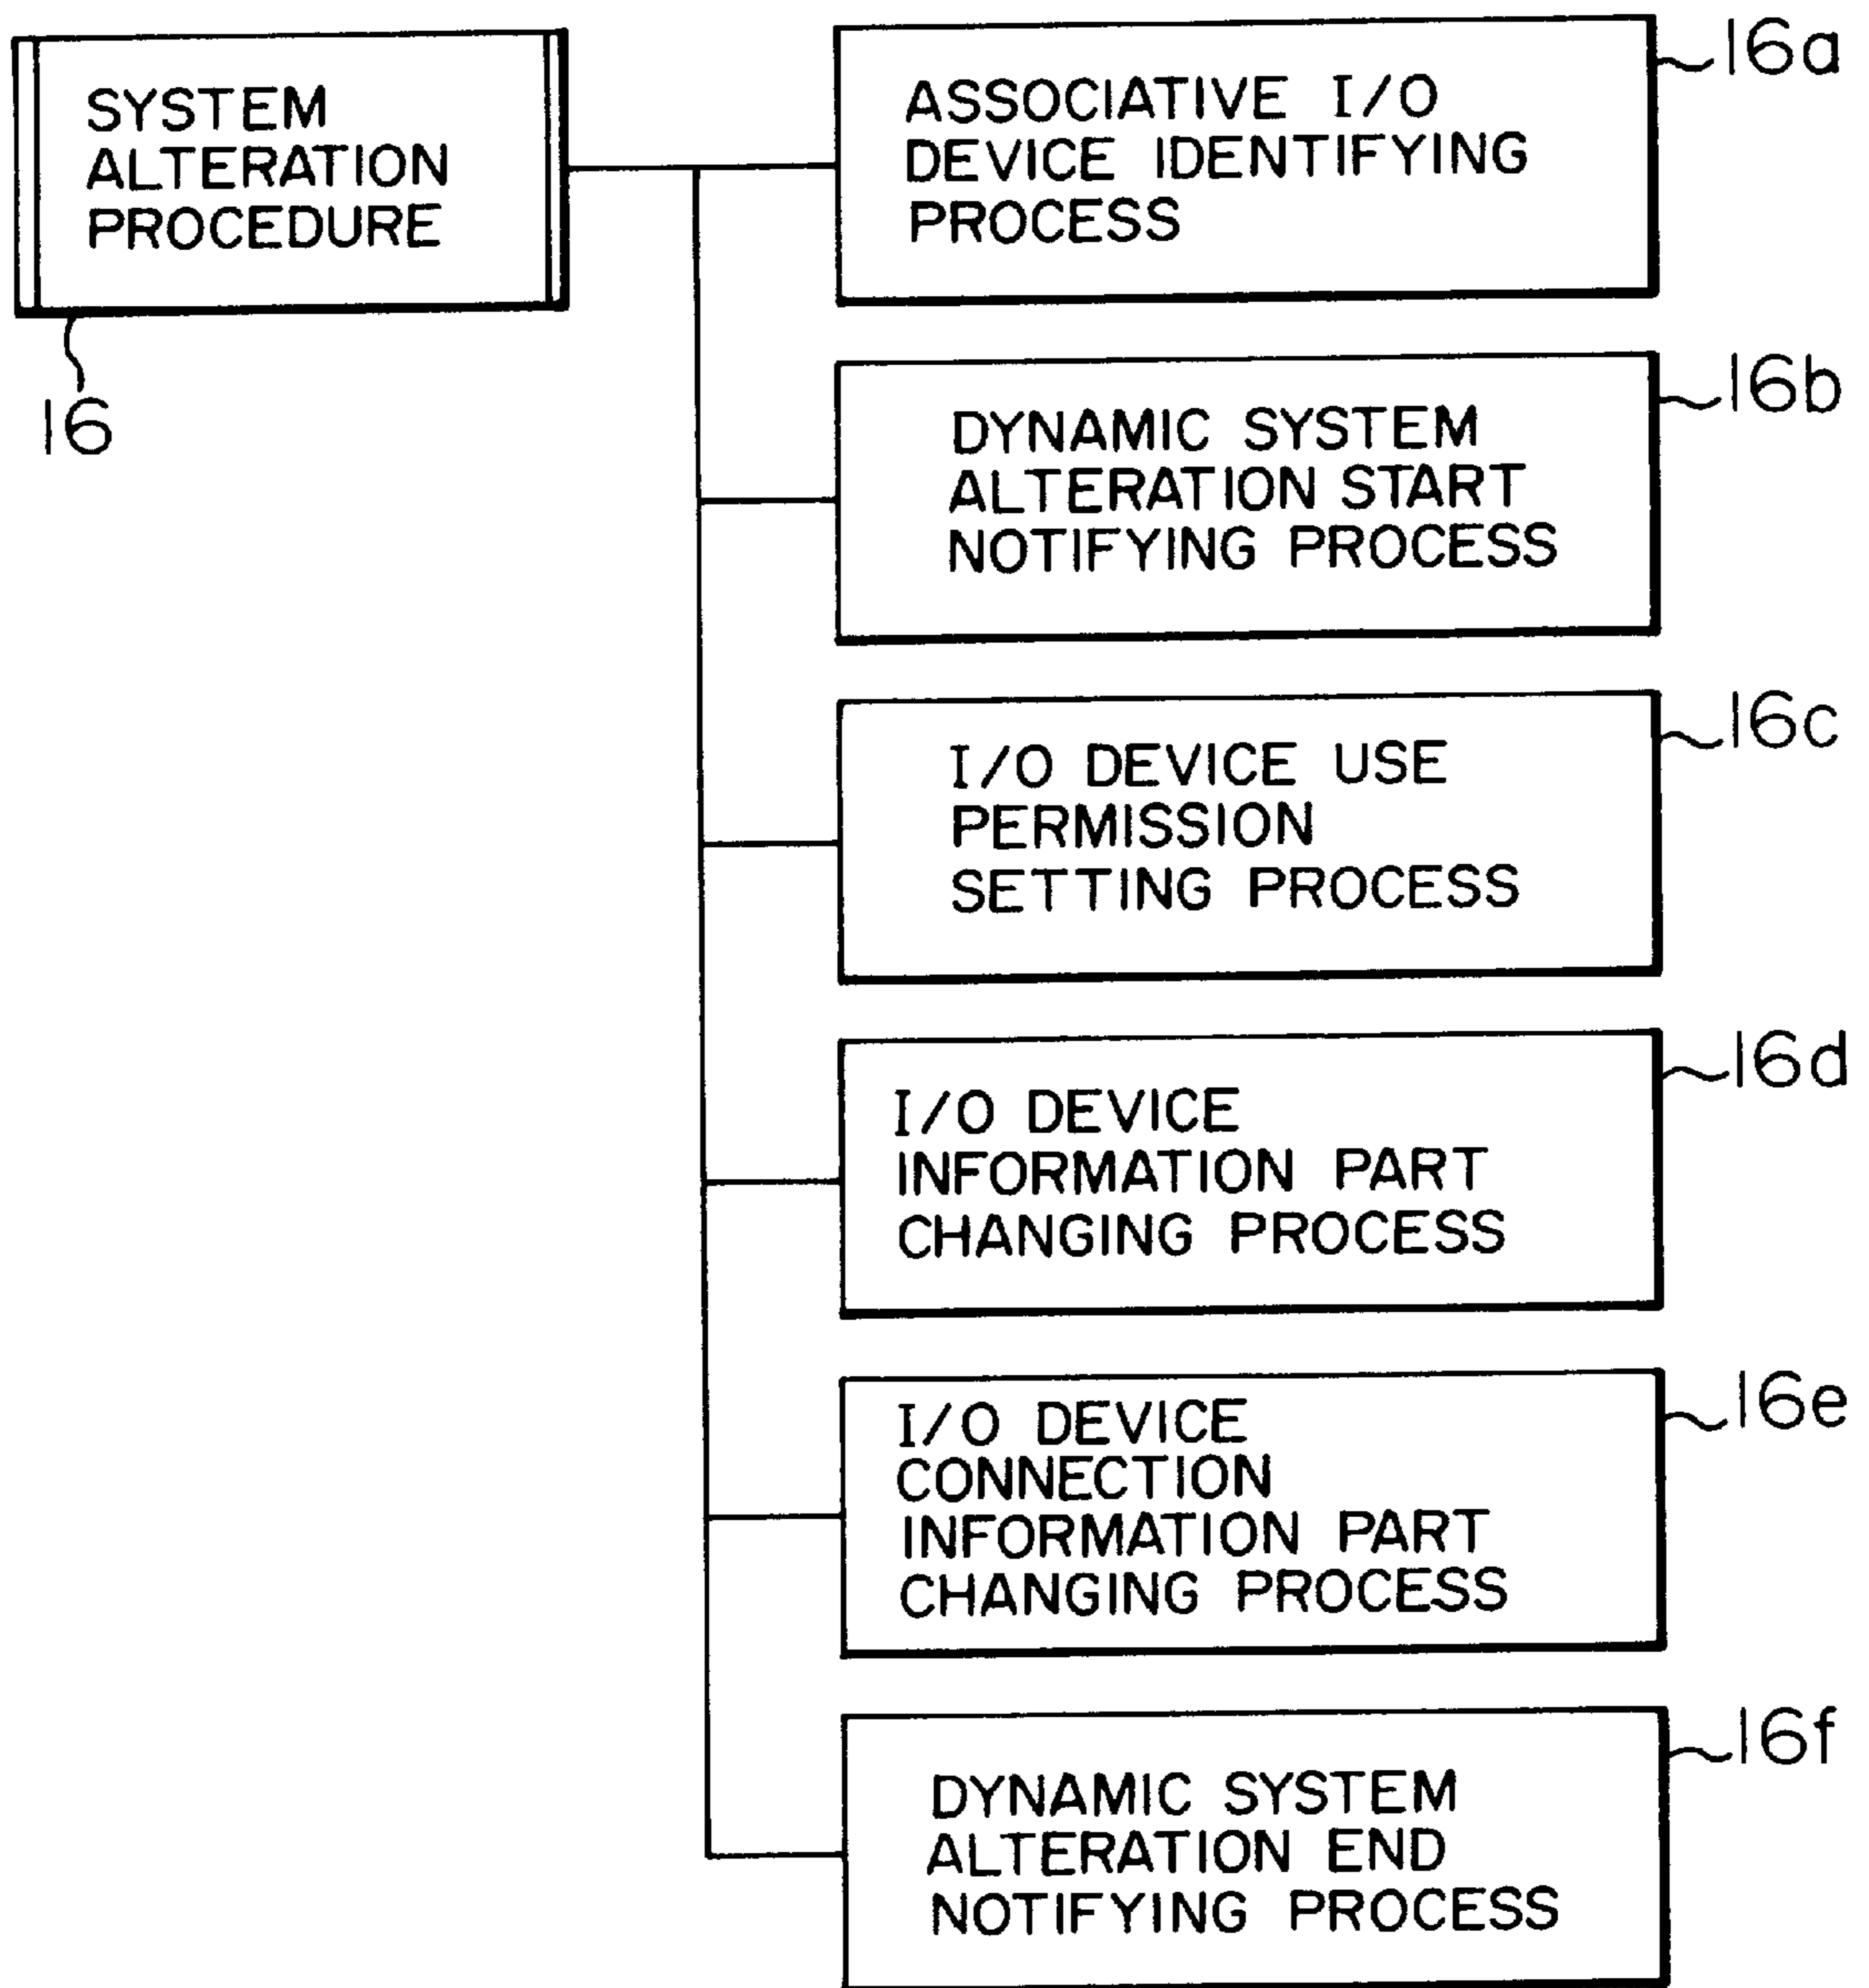 SYSTEM
ALTERATION
PROCEDURE
16
ASSOCIATIVE I/O
DEVICE IDENTIFYING
PROCESS
16a
DYNAMIC SYSTEM
ALTERATION START
NOTIFYING PROCESS
16b
I/O DEVICE USE
PERMISSION
SETTING PROCESS
16c
I/O DEVICE
INFORMATION PART
CHANGING PROCESS
16d
I/O DEVICE
CONNECTION
INFORMATION PART
CHANGING PROCESS
16e
DYNAMIC SYSTEM
ALTERATION END
NOTIFYING PROCESS
16f